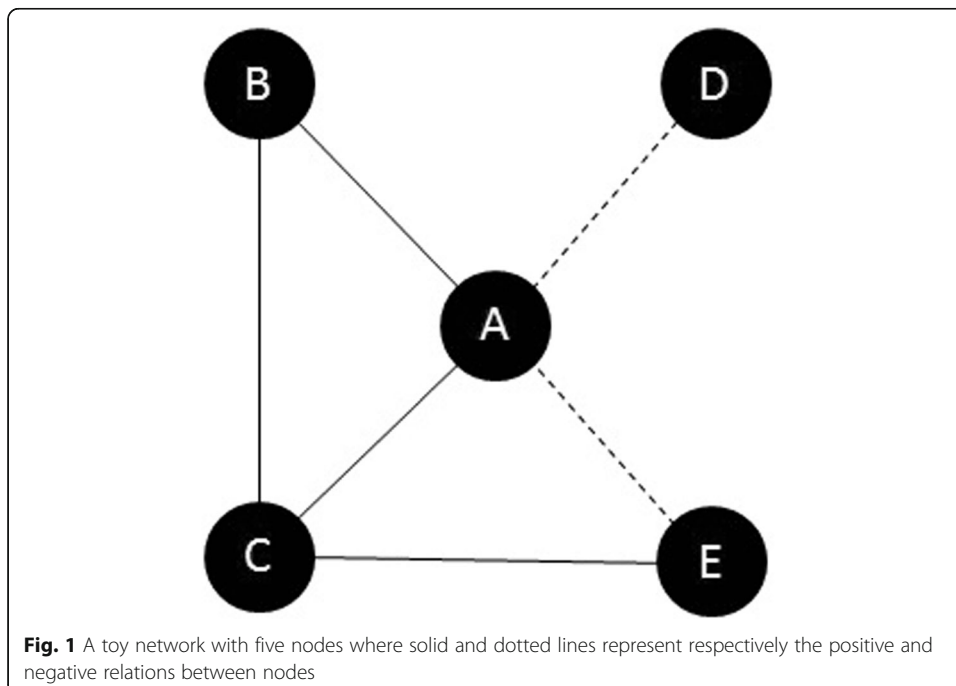 B
D
A
C
E
Fig. 1 A toy network with five nodes where solid and dotted lines represent respectively the positive and
negative relations between nodes